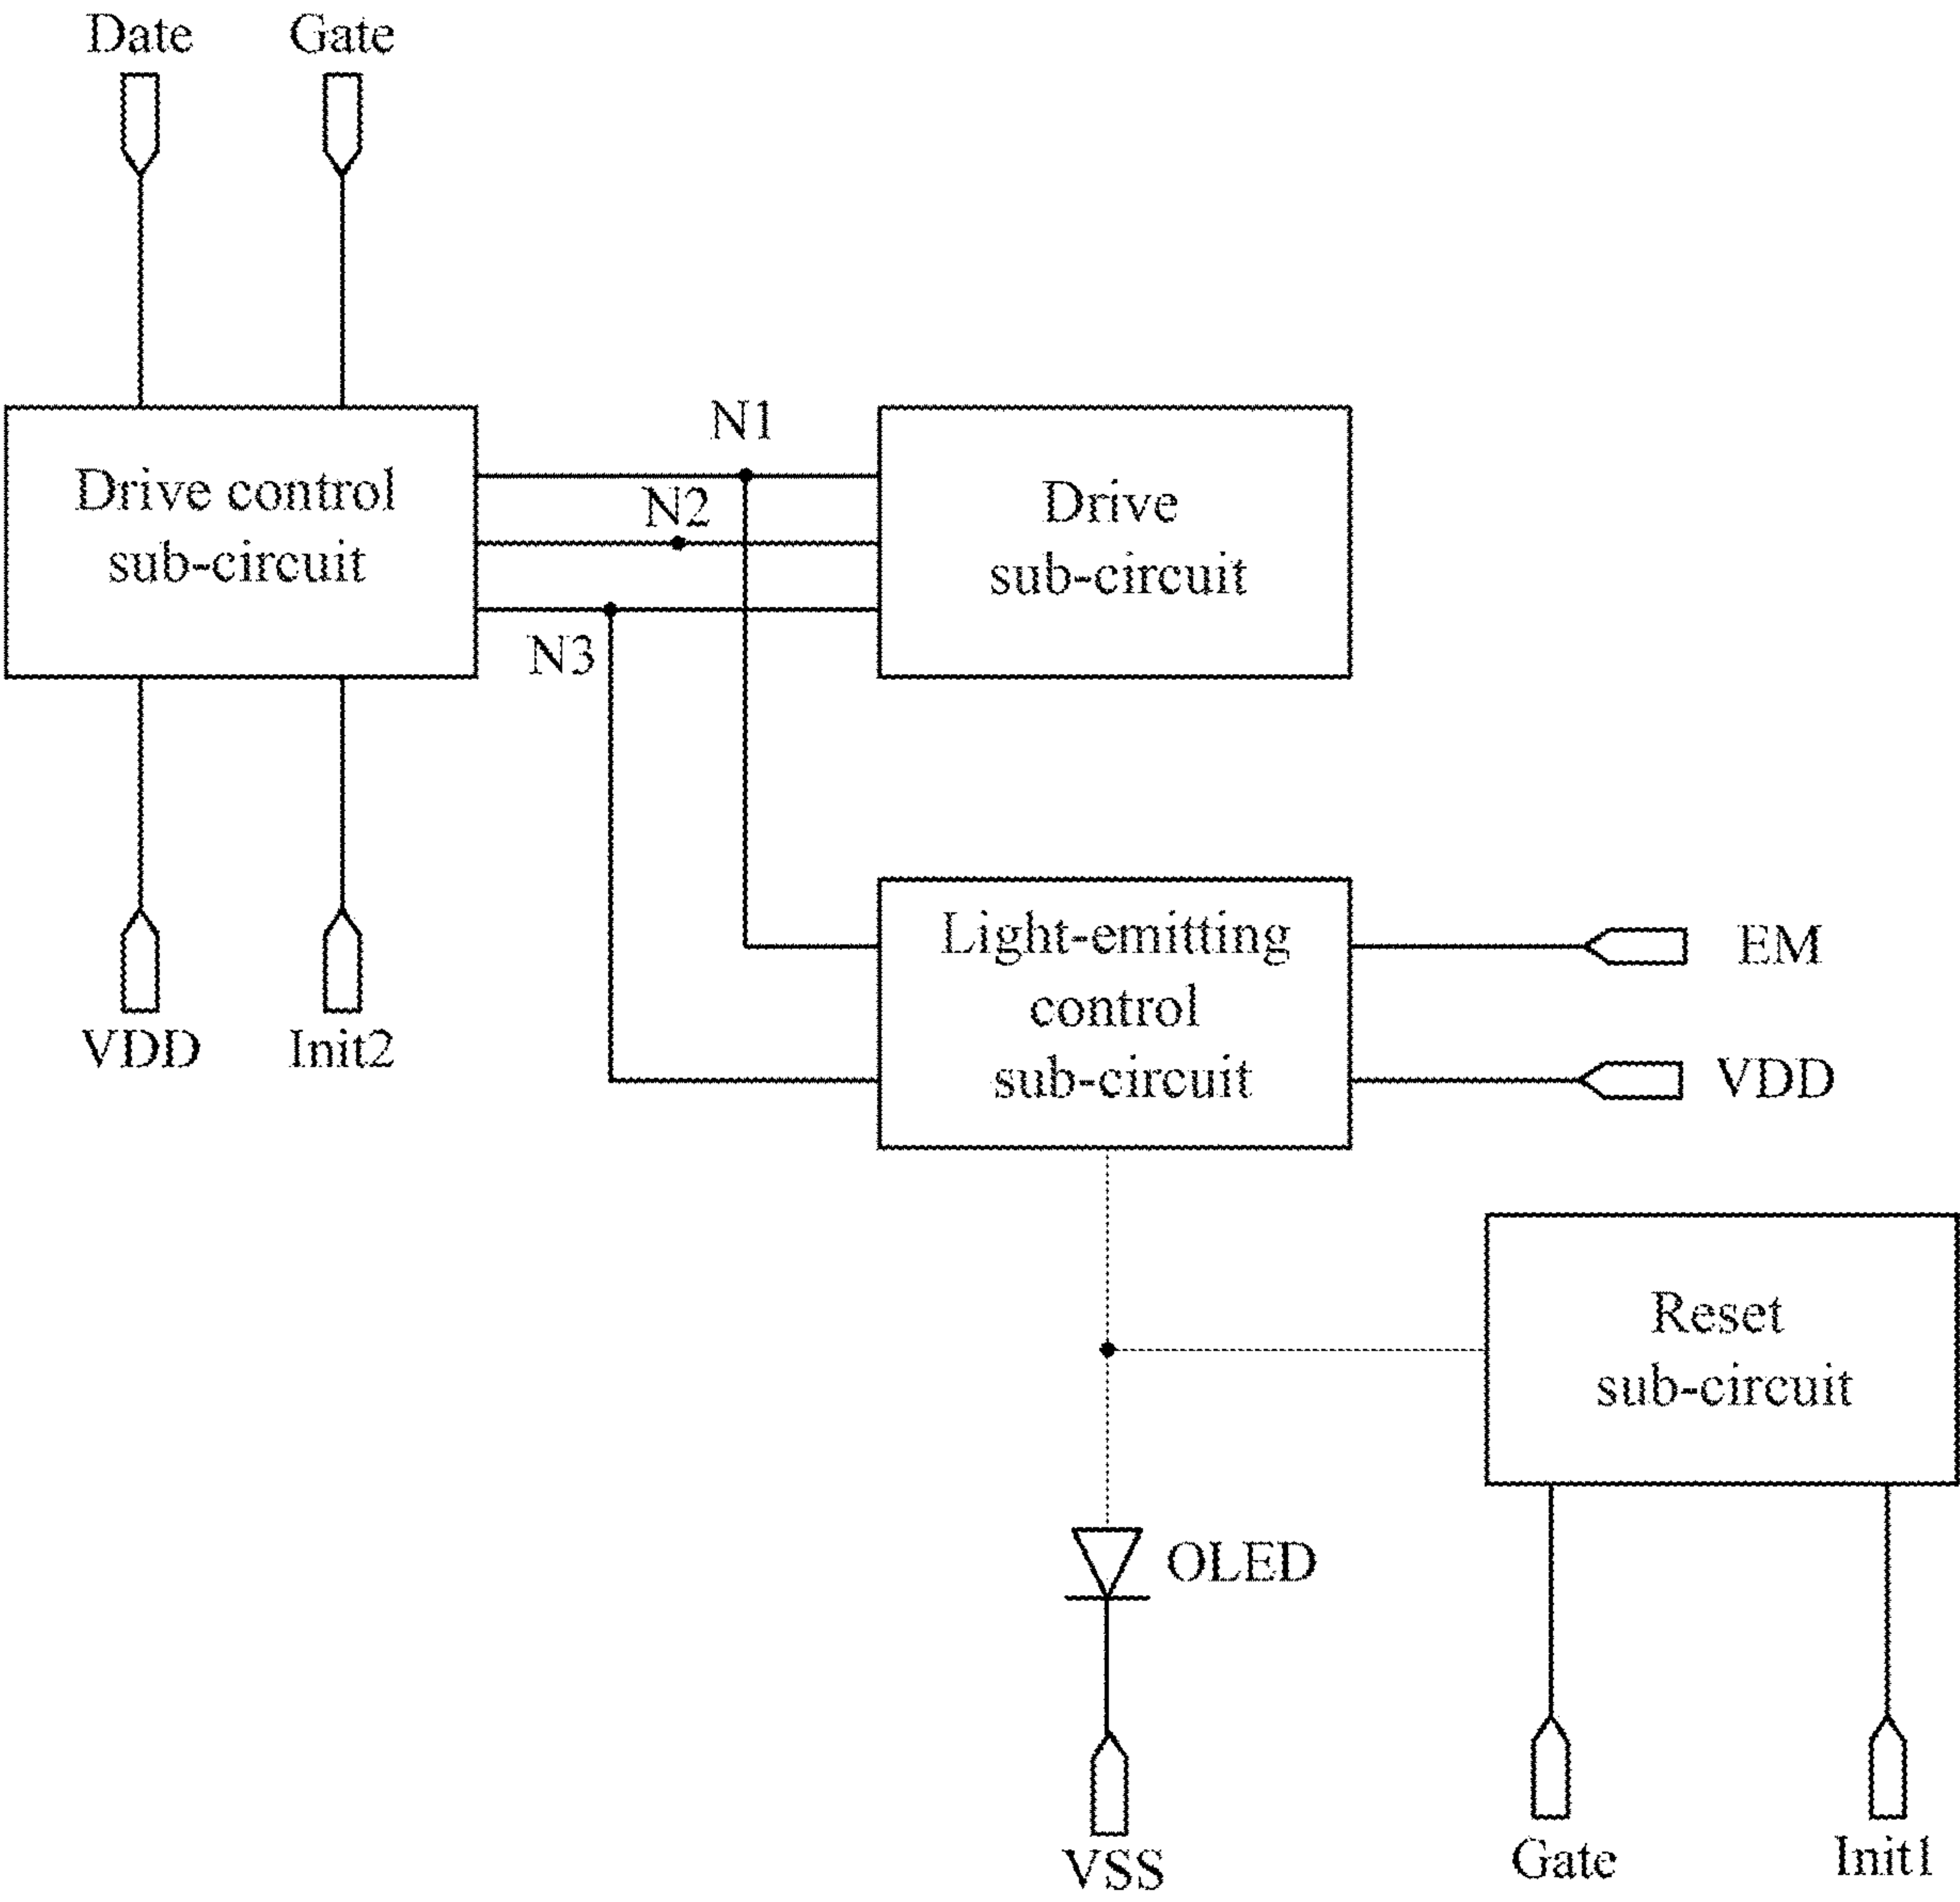 Date
Gate
N1
Drive control
sub-circuit
N2
Drive
sub-circuit
N3
VDD
Init2
Light-emitting
control
sub-circuit
EM
VDD
Reset
sub-circuit
OLED
VSS
Gate
Init1